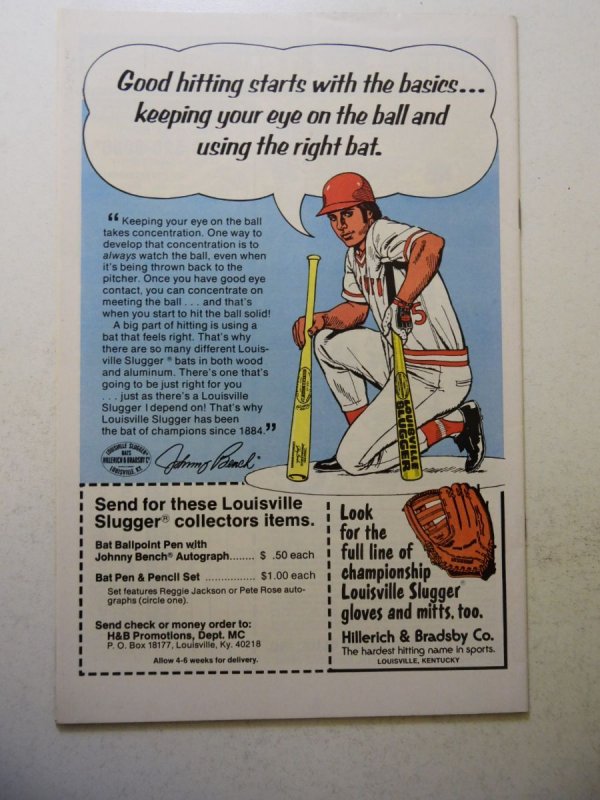 Good hitting starts with the basics...
keeping your eye on the ball and
using the right bat.
“ Keeping your eye on the ball
takes concentration. One way to
develop that concentration is to
always watch the ball, even when
it's being thrown back to the
pitcher. Once you have good eye
contact, you can concentrate on
meeting the ball . . . and that's
when you start to hit the ball solid!
A big part of hitting is using a
bat that feels right. That's why
there are so many different Louis-
ville Slugger ® bats in both wood
and aluminum. There's one that's
going to be just right for you
. . . just as there's a Louisville
Slugger I depend on! That's why
Louisville Slugger has been
the bat of champions since 1884.”
LOUISVILLE SLUGGER
BATS
HILLERICH & BRADSBY Cº
LOUISVILLE, KY.
Johnny Bench
5
LOUISVILLE
SLUGGER
Send for these Louisville
Slugger® collectors items.
Bat Ballpoint Pen with
Johnny Bench® Autograph........ $ .50 each
Bat Pen & Pencil Set ................ $1.00 each
Set features Reggie Jackson or Pete Rose auto-
graphs (circle one).
Send check or money order to:
H&B Promotions, Dept. MC
P. O. Box 18177, Louisville, Ky. 40218
Allow 4-6 weeks for delivery.
Look
for the
full line of
championship
Louisville Slugger®
gloves and mitts, too.
Hillerich & Bradsby Co.
The hardest hitting name in sports.
LOUISVILLE, KENTUCKY